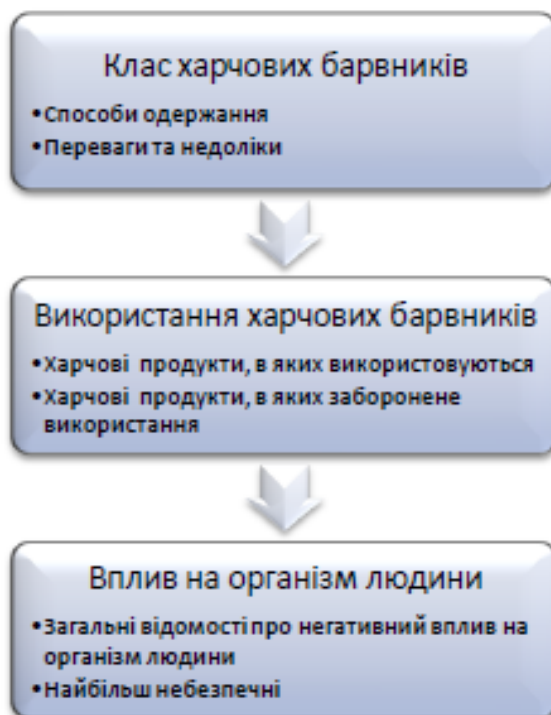 Клас харчових барвників
•Способи одержання
•Переваги та недоліки
Використання харчових барвників
•Харчові продукти, в яких використовуються
•Харчові продукти, в яких заборонене
використання
Вплив на організм людини
•Загальні відомості про негативний вплив на
організм людини
•Найбільш небезпечні